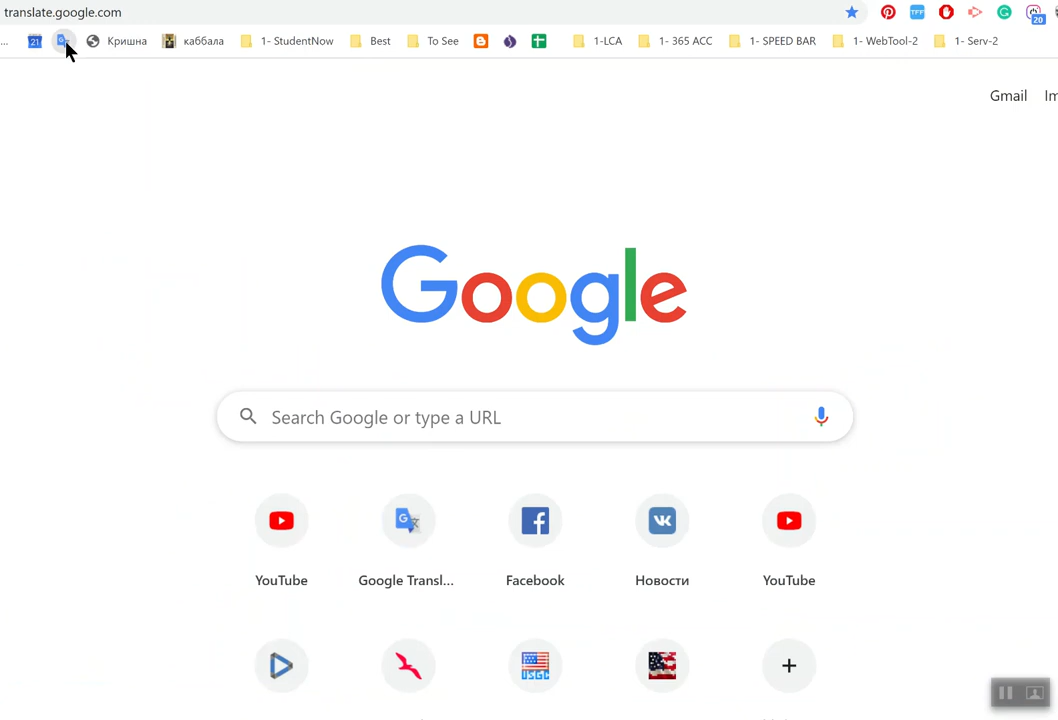 translate.google.com
20
... 21 Кришна каббала 1- StudentNow Best To See 1-LCA 1- 365 ACC 1- SPEED BAR 1- WebTool-2 1- Serv-2
Gmail Im
Google
Search Google or type a URL
YouTube Google Transl... Facebook Новости YouTube
USGC